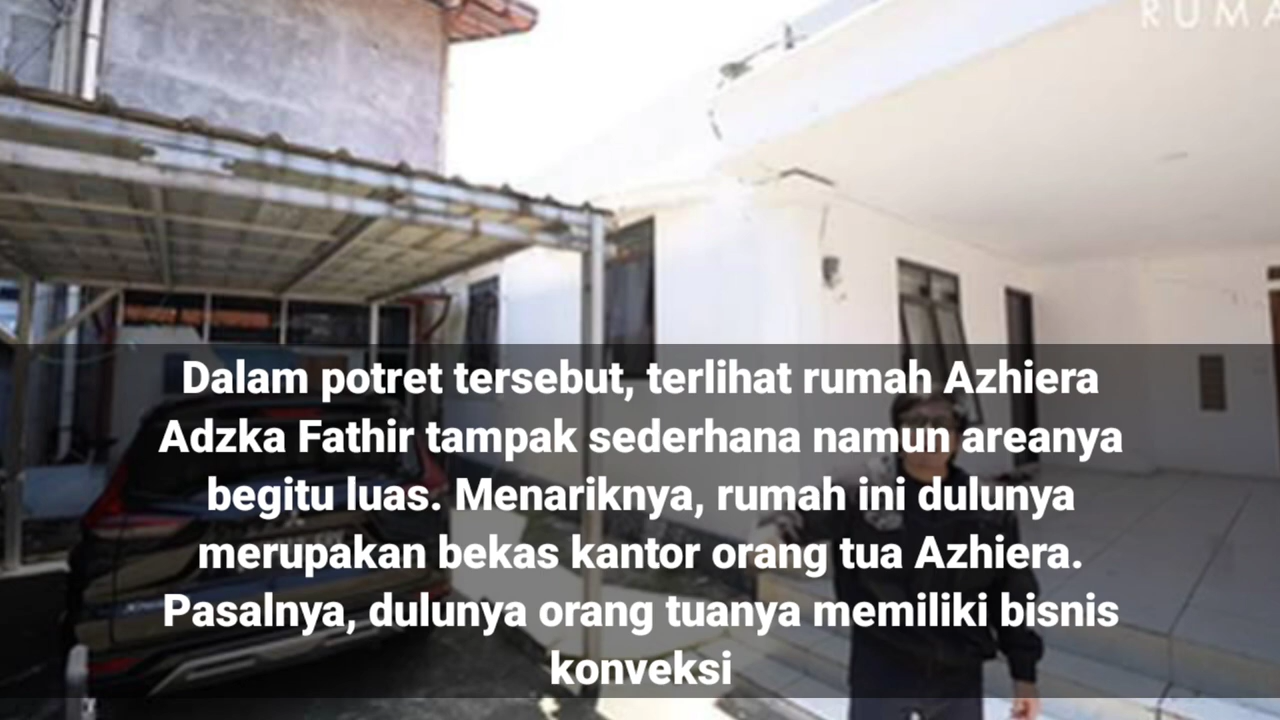 RUMA
Dalam potret tersebut, terlihat rumah Azhiera
Adzka Fathir tampak sederhana namun areanya
begitu luas. Menariknya, rumah ini dulunya
merupakan bekas kantor orang tua Azhiera.
Pasalnya, dulunya orang tuanya memiliki bisnis
konveksi